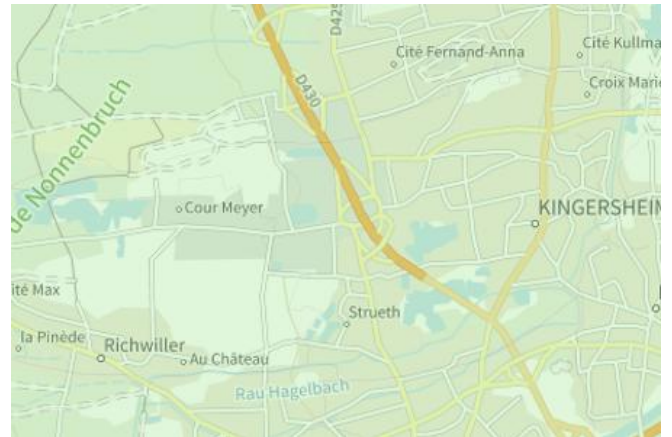 D429
Cité Fernand-Anna
Cité Kullma
D430
Croix Marie
de Nonnenbruch
Cour Meyer
KINGERSHEIM
ité Max
Strueth
la Pinède
Richwiller
Au Château
Rau Hagelbach